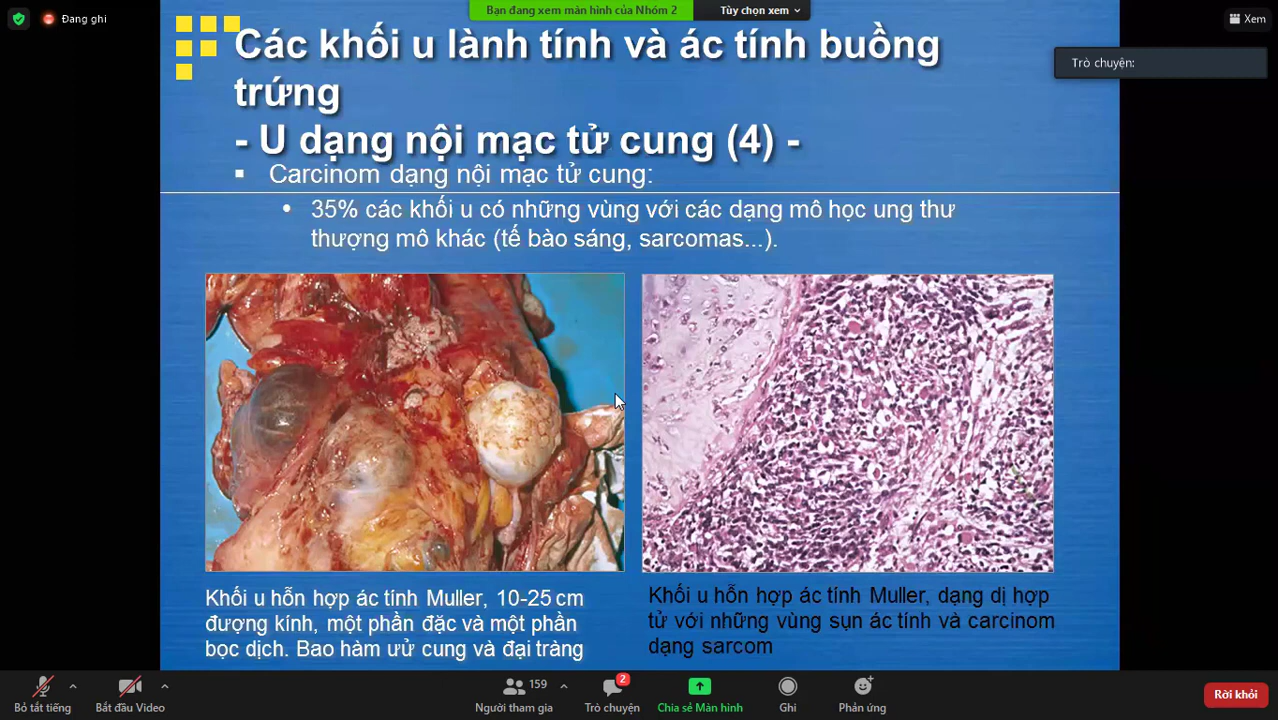 Đang ghi
Bạn đang xem màn hình của Nhóm 2
Tùy chọn xem
Xem
Các khối u lành tính và ác tính buồng
trứng
- U dạng nội mạc tử cung (4) -
Trò chuyện:
Carcinom dạng nội mạc tử cung:
35% các khối u có những vùng với các dạng mô học ung thư
thượng mô khác (tế bào sáng, sarcomas...).
Khối u hỗn hợp ác tính Muller, 10-25 cm
đượng kính, một phần đặc và một phần
bọc dịch. Bao hàm ưử cung và đại tràng
Khối u hỗn hợp ác tính Muller, dạng dị hợp
tử với những vùng sụn ác tính và carcinom
dạng sarcom
Bỏ tắt tiếng
Bắt đầu Video
159
Người tham gia
2
Trò chuyện
Chia sẻ Màn hình
Ghi
Phản ứng
Rời khỏi